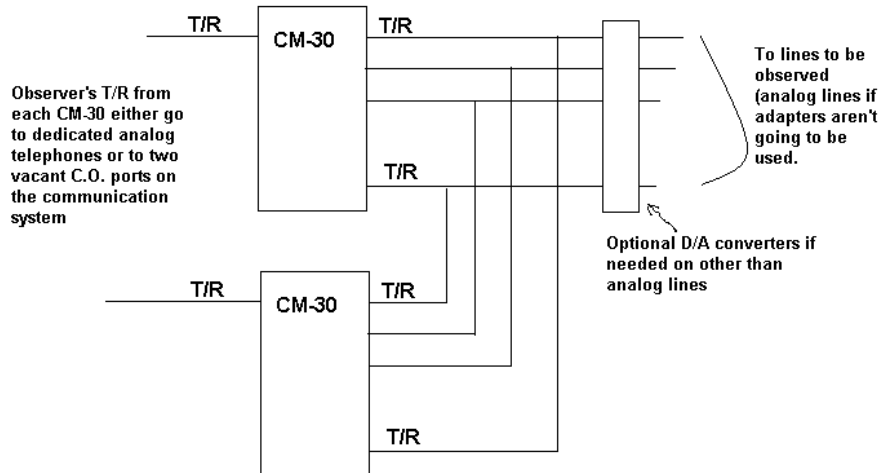 T/R
CM-30
T/R
To lines to be
observed
(analog lines if
adapters aren't
going to be
used.
Observer's T/R from
each CM-30 either go
to dedicated analog
telephones or to two
vacant C.O. ports on
the communication
system
T/R
Optional D/A converters if
needed on other than
analog lines
T/R
CM-30
T/R
T/R